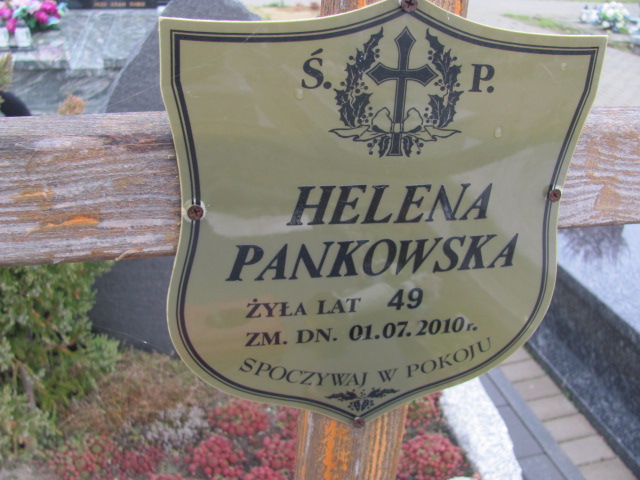 Ś. P.
HELENA
PANKOWSKA
ŻYŁA LAT 49
ZM. DN. 01.07.2010 r.
SPOCZYWAJ W POKOJU